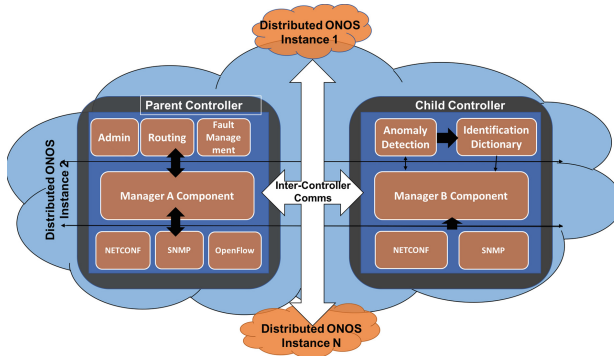 Distributed ONOS
Instance 1
Parent Controller
Child Controller
Admin
Routing
Fault
Manage
ment
Anomaly
Detection
Identification
Dictionary
Distributed ONOS
Instance 2
Manager A Component
Inter-Controller
Comms
Manager B Component
NETCONF
SNMP
OpenFlow
NETCONF
SNMP
Distributed ONOS
Instance N